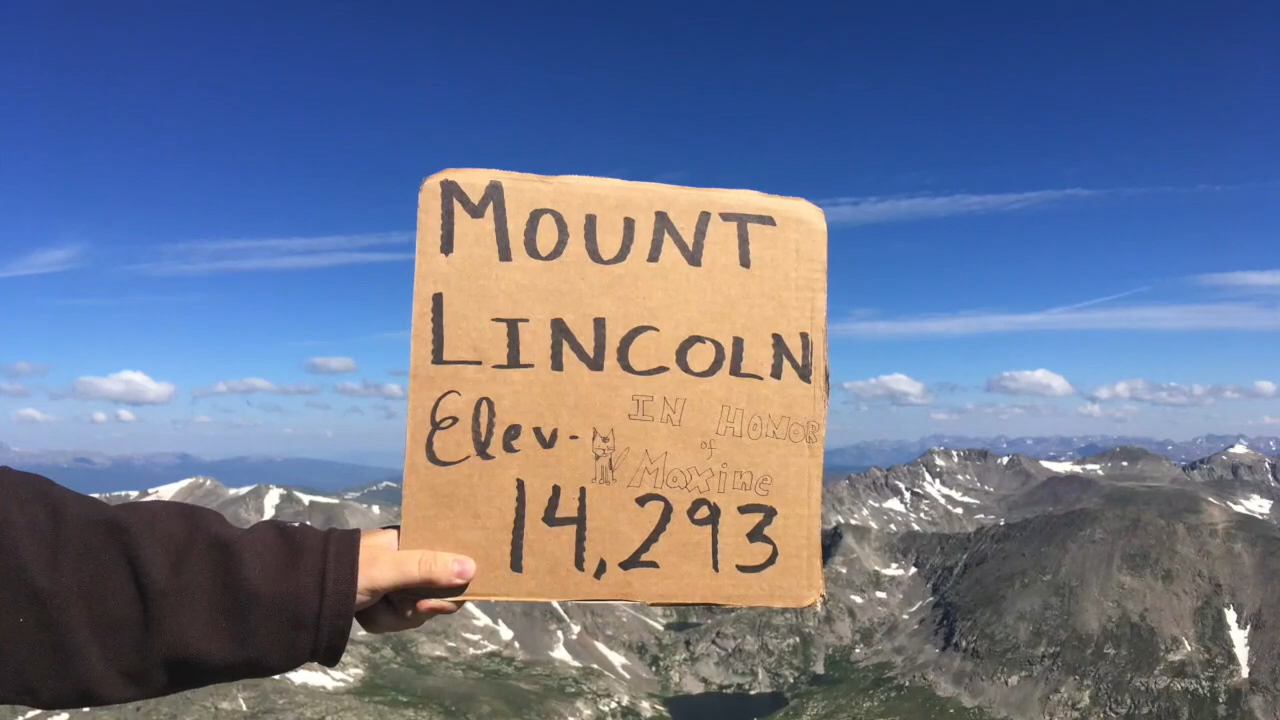 MOUNT
LINCOLN
Elev.
IN HONOR
of
Maxine
14,293